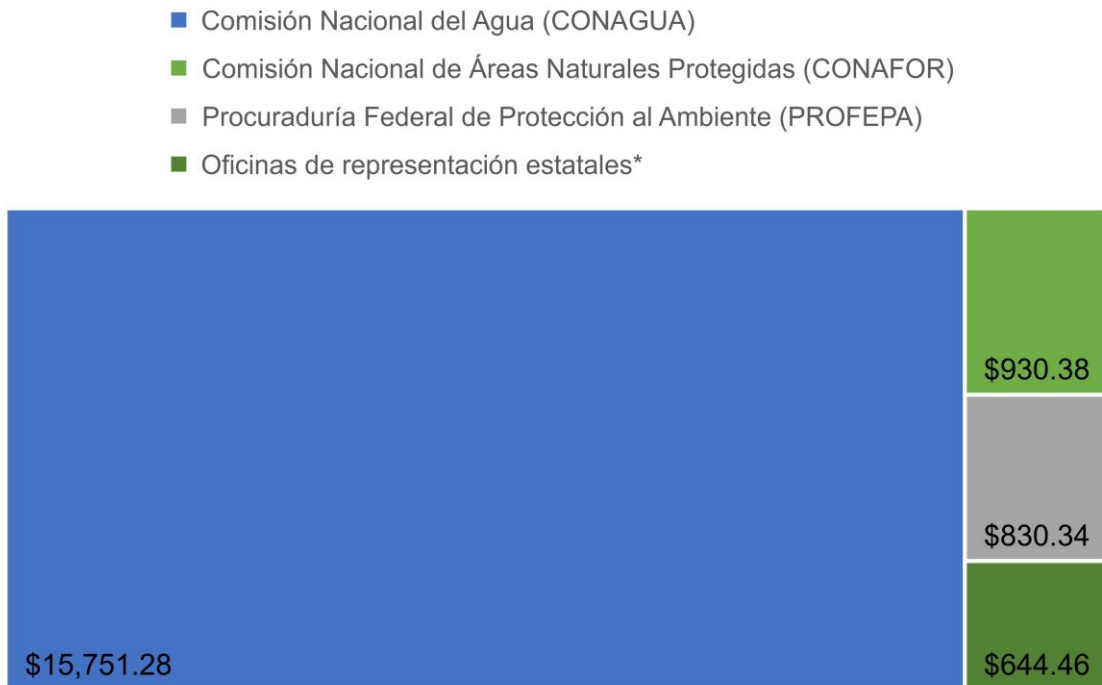 Comisión Nacional del Agua (CONAGUA)
Comisión Nacional de Áreas Naturales Protegidas (CONAFOR)
Procuraduría Federal de Protección al Ambiente (PROFEPA)
Oficinas de representación estatales*
$930.38
$830.34
$15,751.28
$644.46